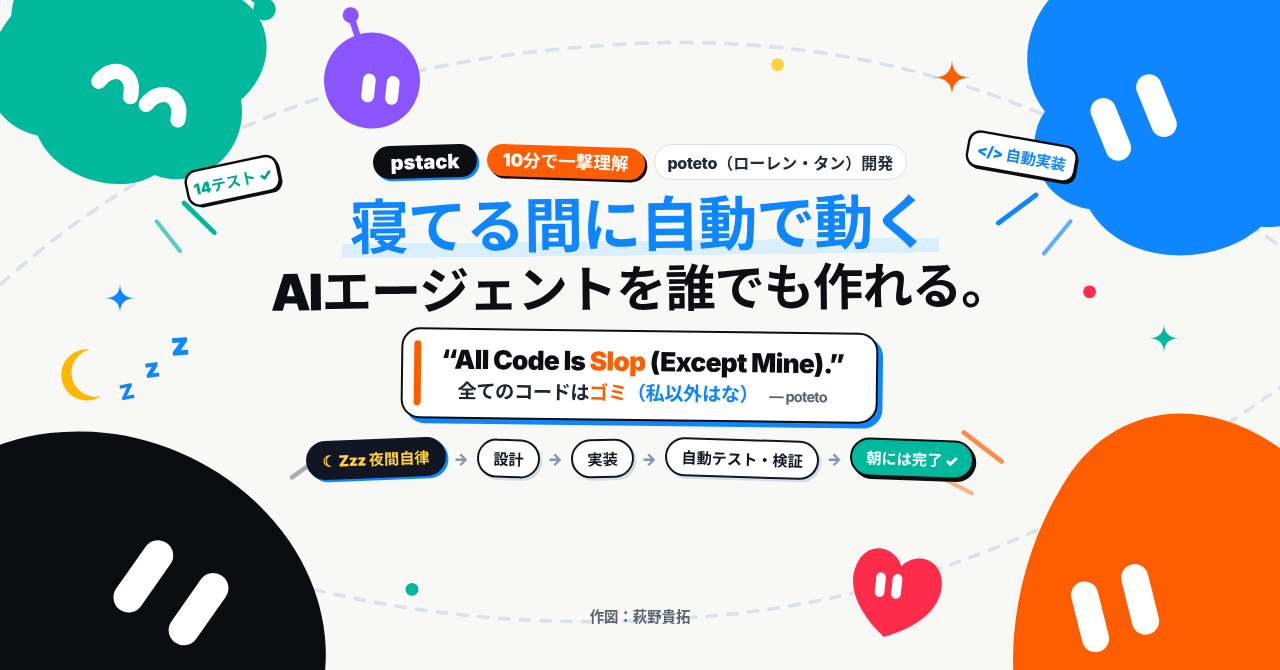 pstack
10分で一撃理解
poteto（ローレン・タン）開発
14テスト ✓
</> 自動実装
寝てる間に自動で動く
AIエージェントを誰でも作れる。
“All Code Is Slop (Except Mine).”
全てのコードはゴミ（私以外はな） — poteto
z z z
☾ Zzz 夜間自律 → 設計 → 実装 → 自動テスト・検証 → 朝には完了 ✓
作図：萩野貴拓